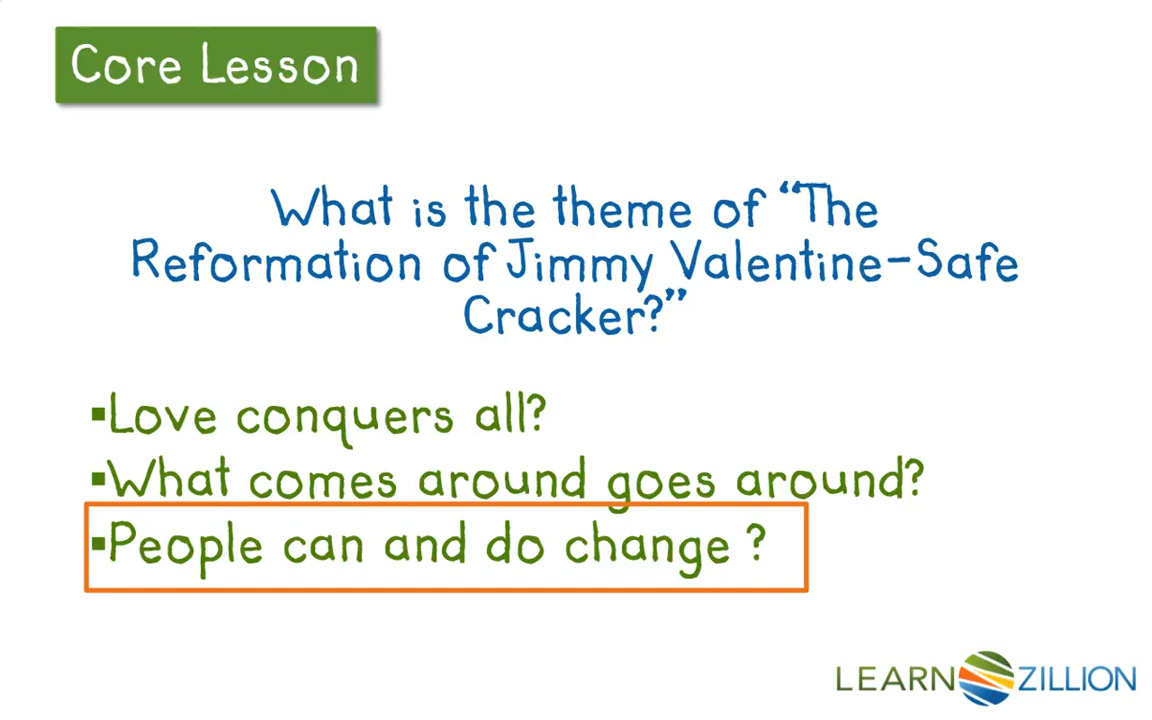 Core Lesson
What is the theme of “The
Reformation of Jimmy Valentine-Safe
Cracker?”
▪Love conquers all?
▪What comes around goes around?
▪People can and do change ?
LEARNZILLION